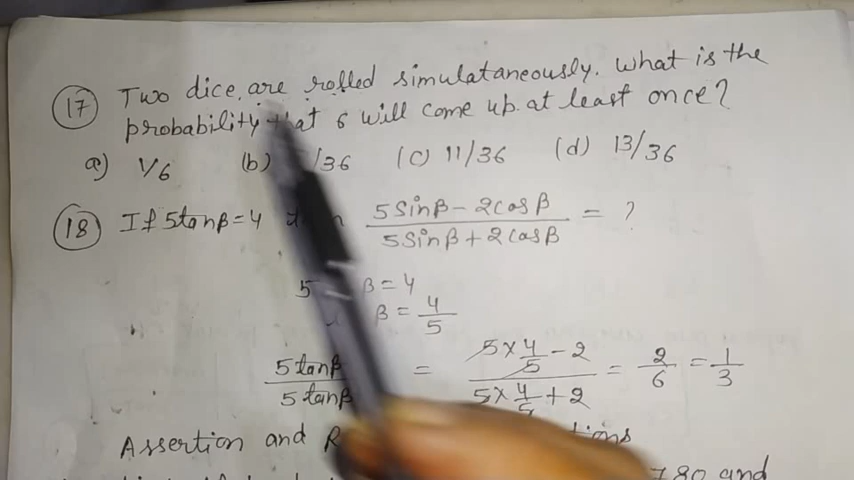 (17) Two dice are rolled simulataneously. What is the
probability that 6 will come up at least once?
a) 1/6 (b) /36 (c) 11/36 (d) 13/36
(18) If 5tanβ=4 5Sinβ-2cosβ / 5Sinβ+2cosβ = ?
5 β = 4
β = 4/5
5tanβ / 5tanβ = 5×4/5-2 / 5×4/5+2 = 2/6 = 1/3
Assertion and
780 and